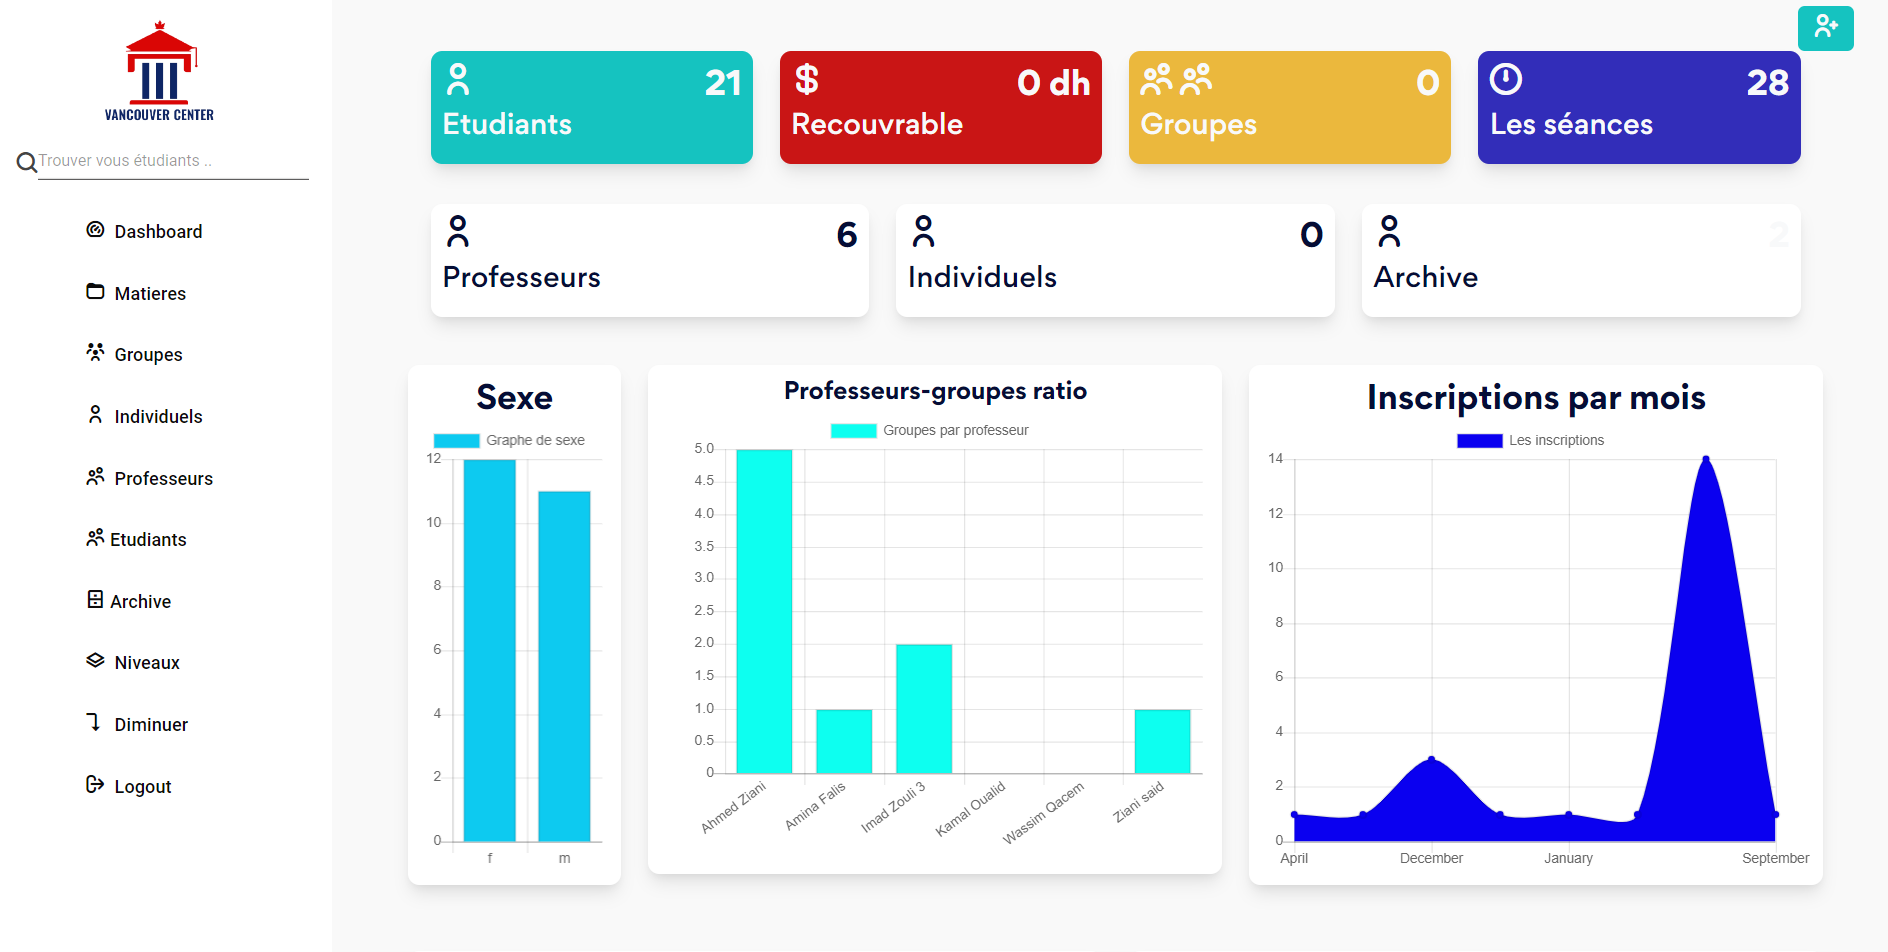 VANCOUVER CENTER
Trouver vous étudiants ..
Dashboard
Matieres
Groupes
Individuels
Professeurs
Etudiants
Archive
Niveaux
Diminuer
Logout
21
Etudiants
$
0 dh
Recouvrable
0
Groupes
28
Les séances
6
Professeurs
0
Individuels
2
Archive
Sexe
Graphe de sexe
12
10
8
6
4
2
0
f
m
Professeurs-groupes ratio
Groupes par professeur
5.0
4.5
4.0
3.5
3.0
2.5
2.0
1.5
1.0
0.5
0
Ahmed Ziani
Amina Falis
Imad Zouli 3
Kamal Oualid
Wassim Qacem
Ziani said
Inscriptions par mois
Les inscriptions
14
12
10
8
6
4
2
0
April
December
January
September